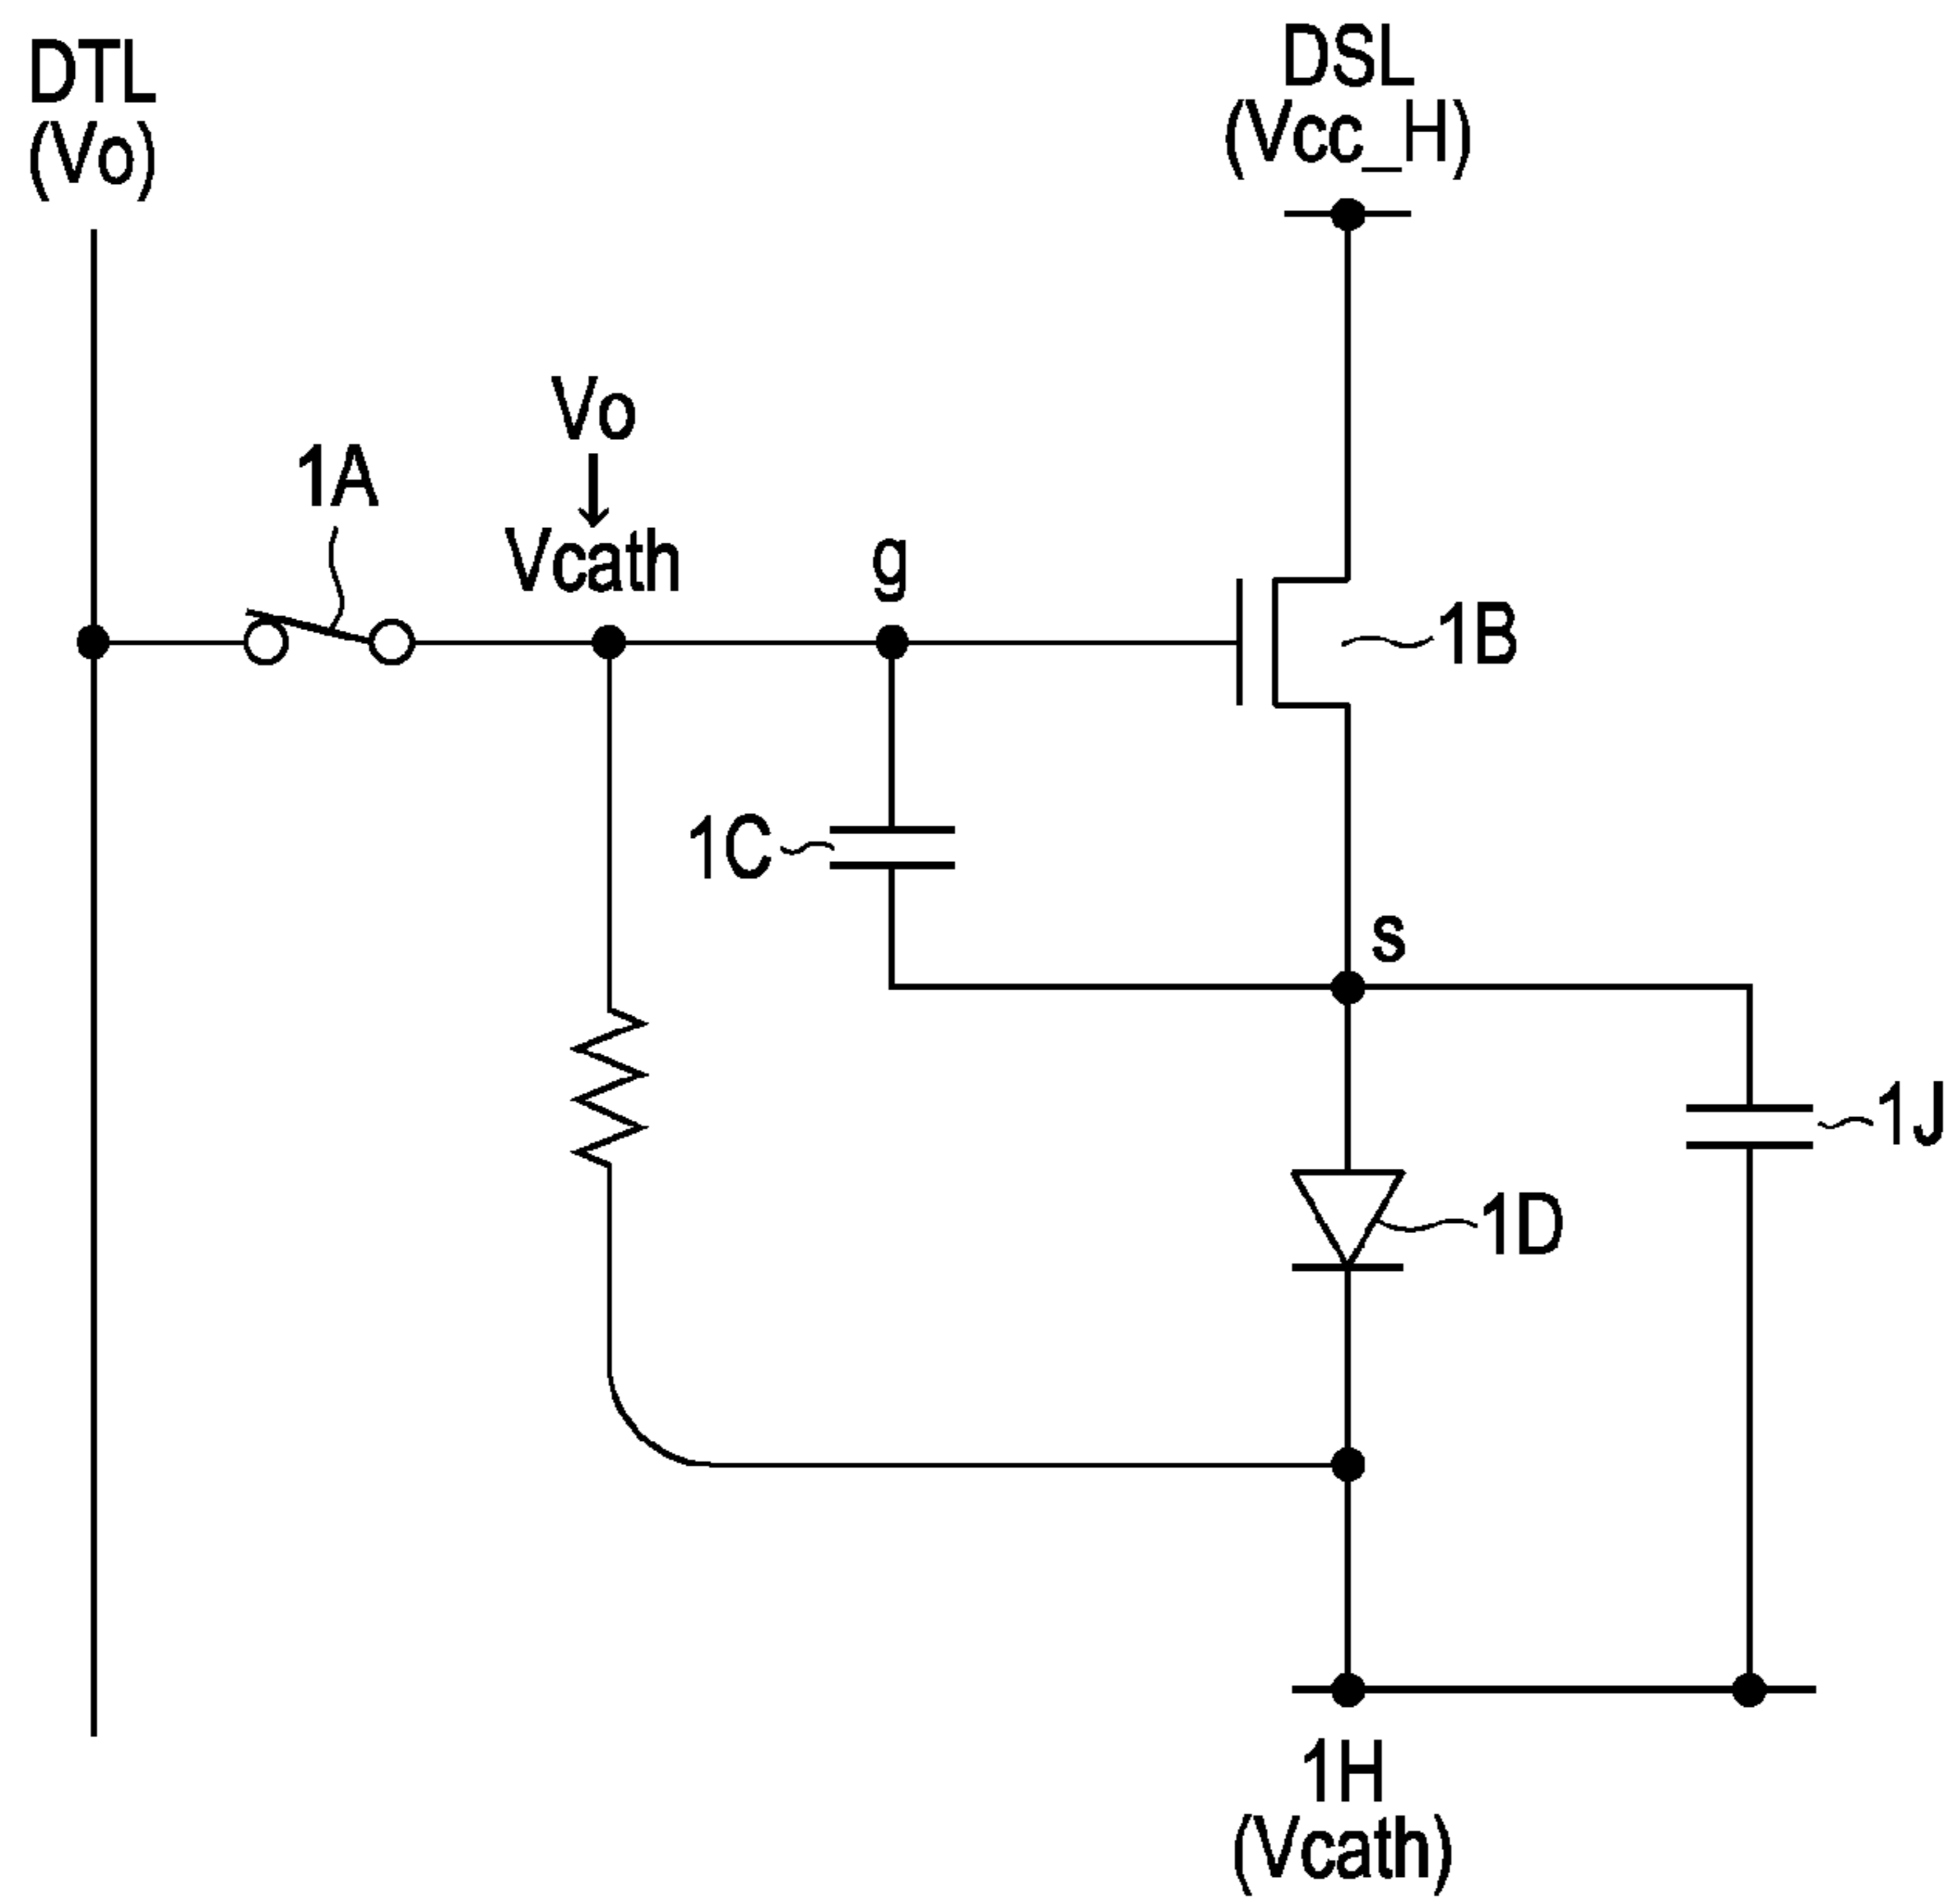 DTL
(Vo)
DSL
(Vcc_H)
Vo
1A
Vcath
g
1B
1C
s
1J
1D
1H
(Vcath)